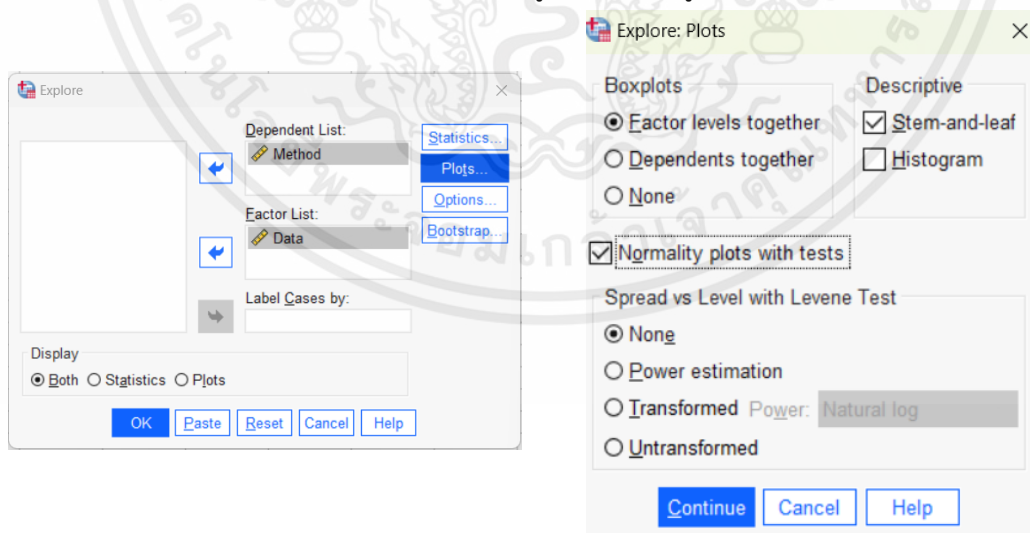 Explore
Dependent List:
Method
Factor List:
Data
Label Cases by:
Statistics...
Plots...
Options...
Bootstrap...
Display
Both Statistics Plots
OK Paste Reset Cancel Help
Explore: Plots
Boxplots
Factor levels together
Dependents together
None
Descriptive
Stem-and-leaf
Histogram
Normality plots with tests
Spread vs Level with Levene Test
None
Power estimation
Transformed Power: Natural log
Untransformed
Continue Cancel Help